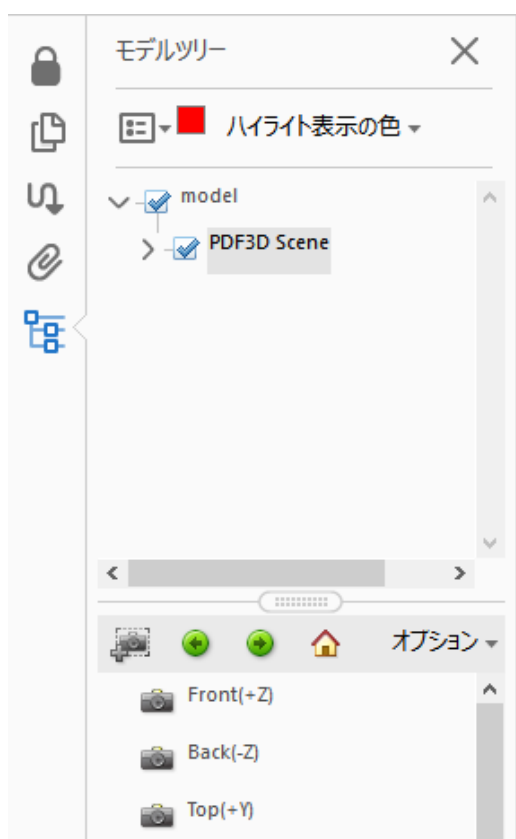 モデルツリー
ハイライト表示の色
model
PDF3D Scene
オプション
Front(+Z)
Back(-Z)
Top(+Y)